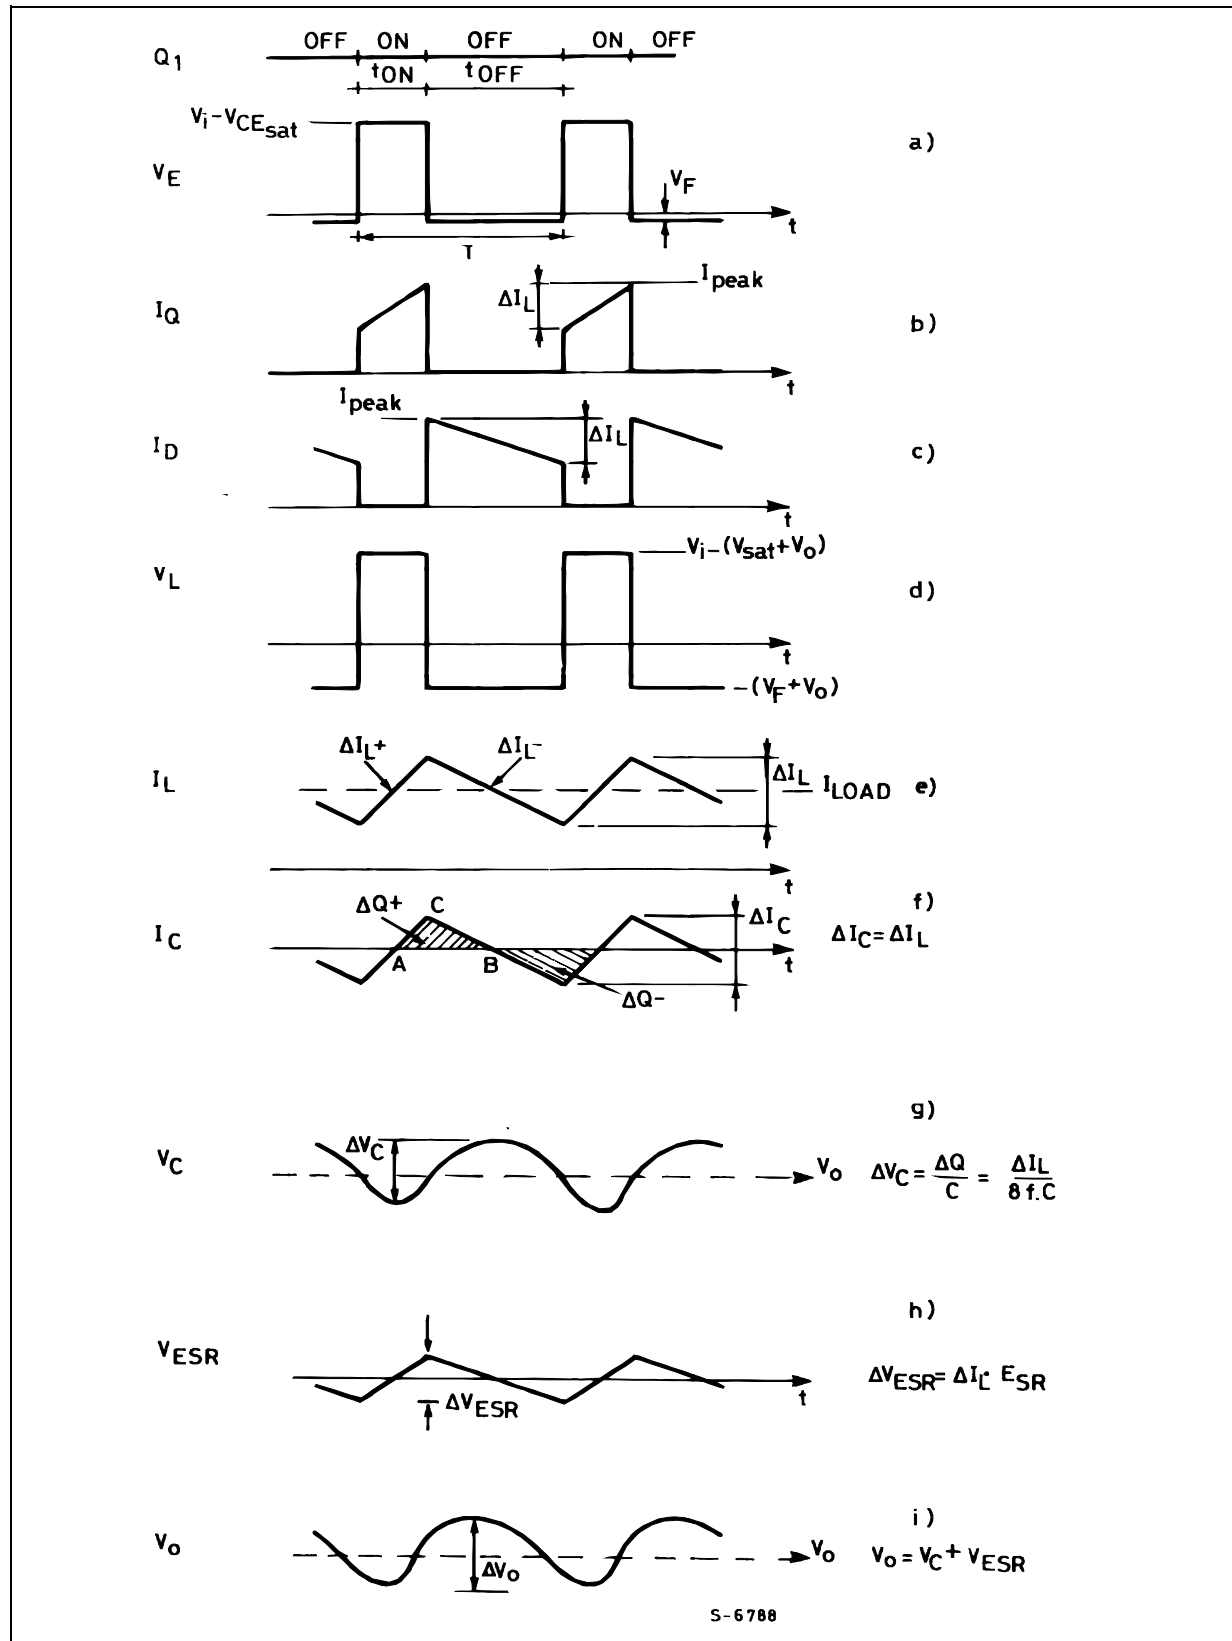 OFF ON OFF ON OFF
Q1
tON tOFF
Vi-VCEsat
a)
VE
VF
t
T
Ipeak
ΔIL
IQ
b)
t
Ipeak
ID
ΔIL
c)
t
Vi-(Vsat+Vo)
VL
d)
t
-(VF+Vo)
ΔIL+ ΔIL-
IL
ΔIL
ILOAD e)
t
f)
ΔQ+ C
ΔIC
IC
ΔIC=ΔIL
A B
t
ΔQ-
g)
ΔVC
VC
Vo ΔVC = ΔQ/C = ΔIL/8 f.C
h)
VESR
ΔVESR= ΔIL· ESR
ΔVESR
t
i)
Vo
Vo Vo = VC + VESR
ΔVo
S-6788